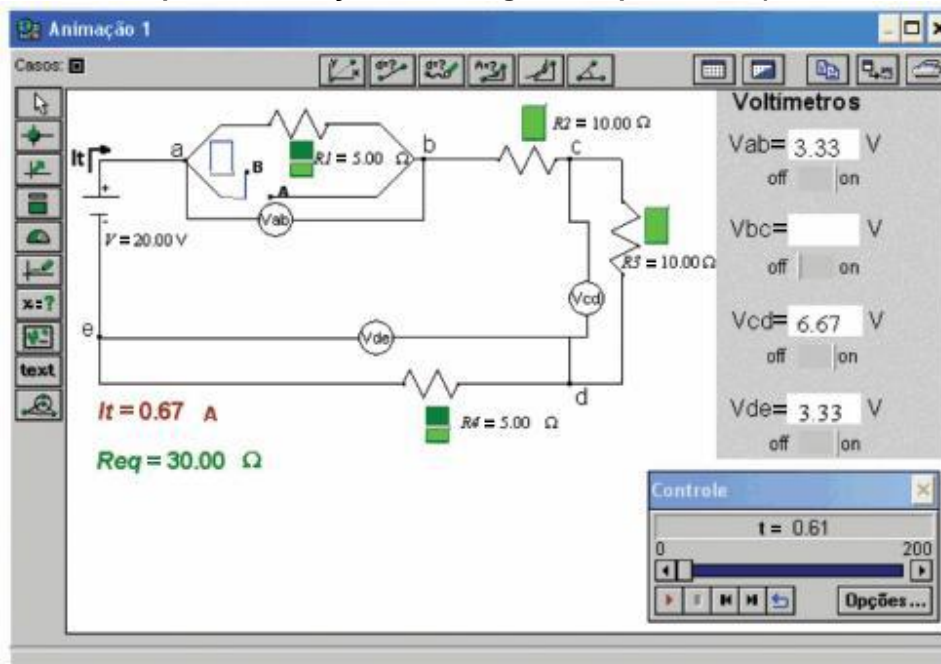 Animação 1
Casos:
x=?
text
It
a
b
c
d
e
B
A
R1 = 5.00 Ω
R2 = 10.00 Ω
R3 = 10.00 Ω
R4 = 5.00 Ω
+
-
V = 20.00 V
Vab
Vcd
Vde
It = 0.67 A
Req = 30.00 Ω
Voltímetros
Vab= 3.33 V
off on
Vbc= V
off on
Vcd= 6.67 V
off on
Vde= 3.33 V
off on
Controle
t = 0.61
0 200
Opções...